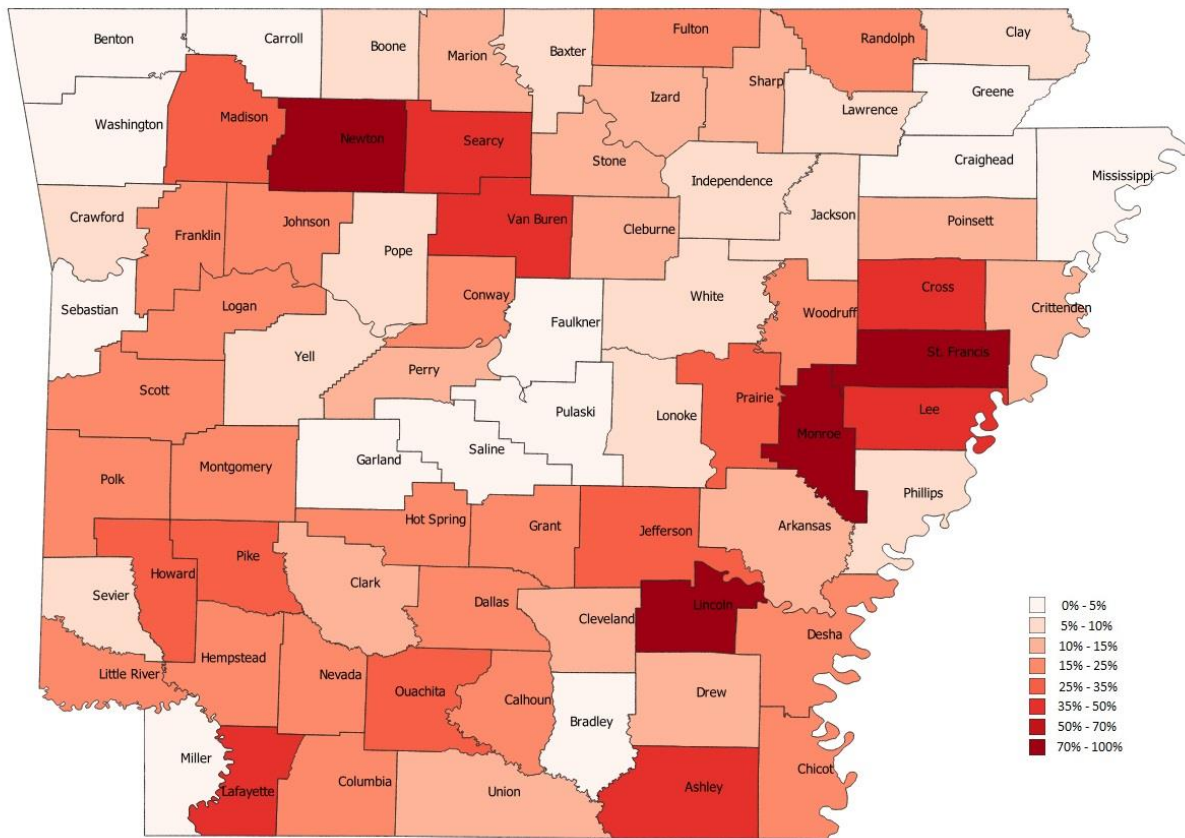 Benton
Carroll
Boone
Marion
Baxter
Fulton
Randolph
Clay
Washington
Madison
Newton
Searcy
Stone
Izard
Sharp
Lawrence
Greene
Craighead
Mississippi
Crawford
Franklin
Johnson
Pope
Van Buren
Cleburne
Independence
Jackson
Poinsett
Sebastian
Logan
Conway
Faulkner
White
Woodruff
Cross
Crittenden
Scott
Yell
Perry
Pulaski
Lonoke
Prairie
Monroe
St. Francis
Lee
Polk
Montgomery
Garland
Saline
Phillips
Hot Spring
Grant
Jefferson
Arkansas
Sevier
Howard
Pike
Clark
Dallas
Cleveland
Lincoln
Desha
Little River
Hempstead
Nevada
Ouachita
Calhoun
Bradley
Drew
Miller
Lafayette
Columbia
Union
Ashley
Chicot
0% - 5%
5% - 10%
10% - 15%
15% - 25%
25% - 35%
35% - 50%
50% - 70%
70% - 100%